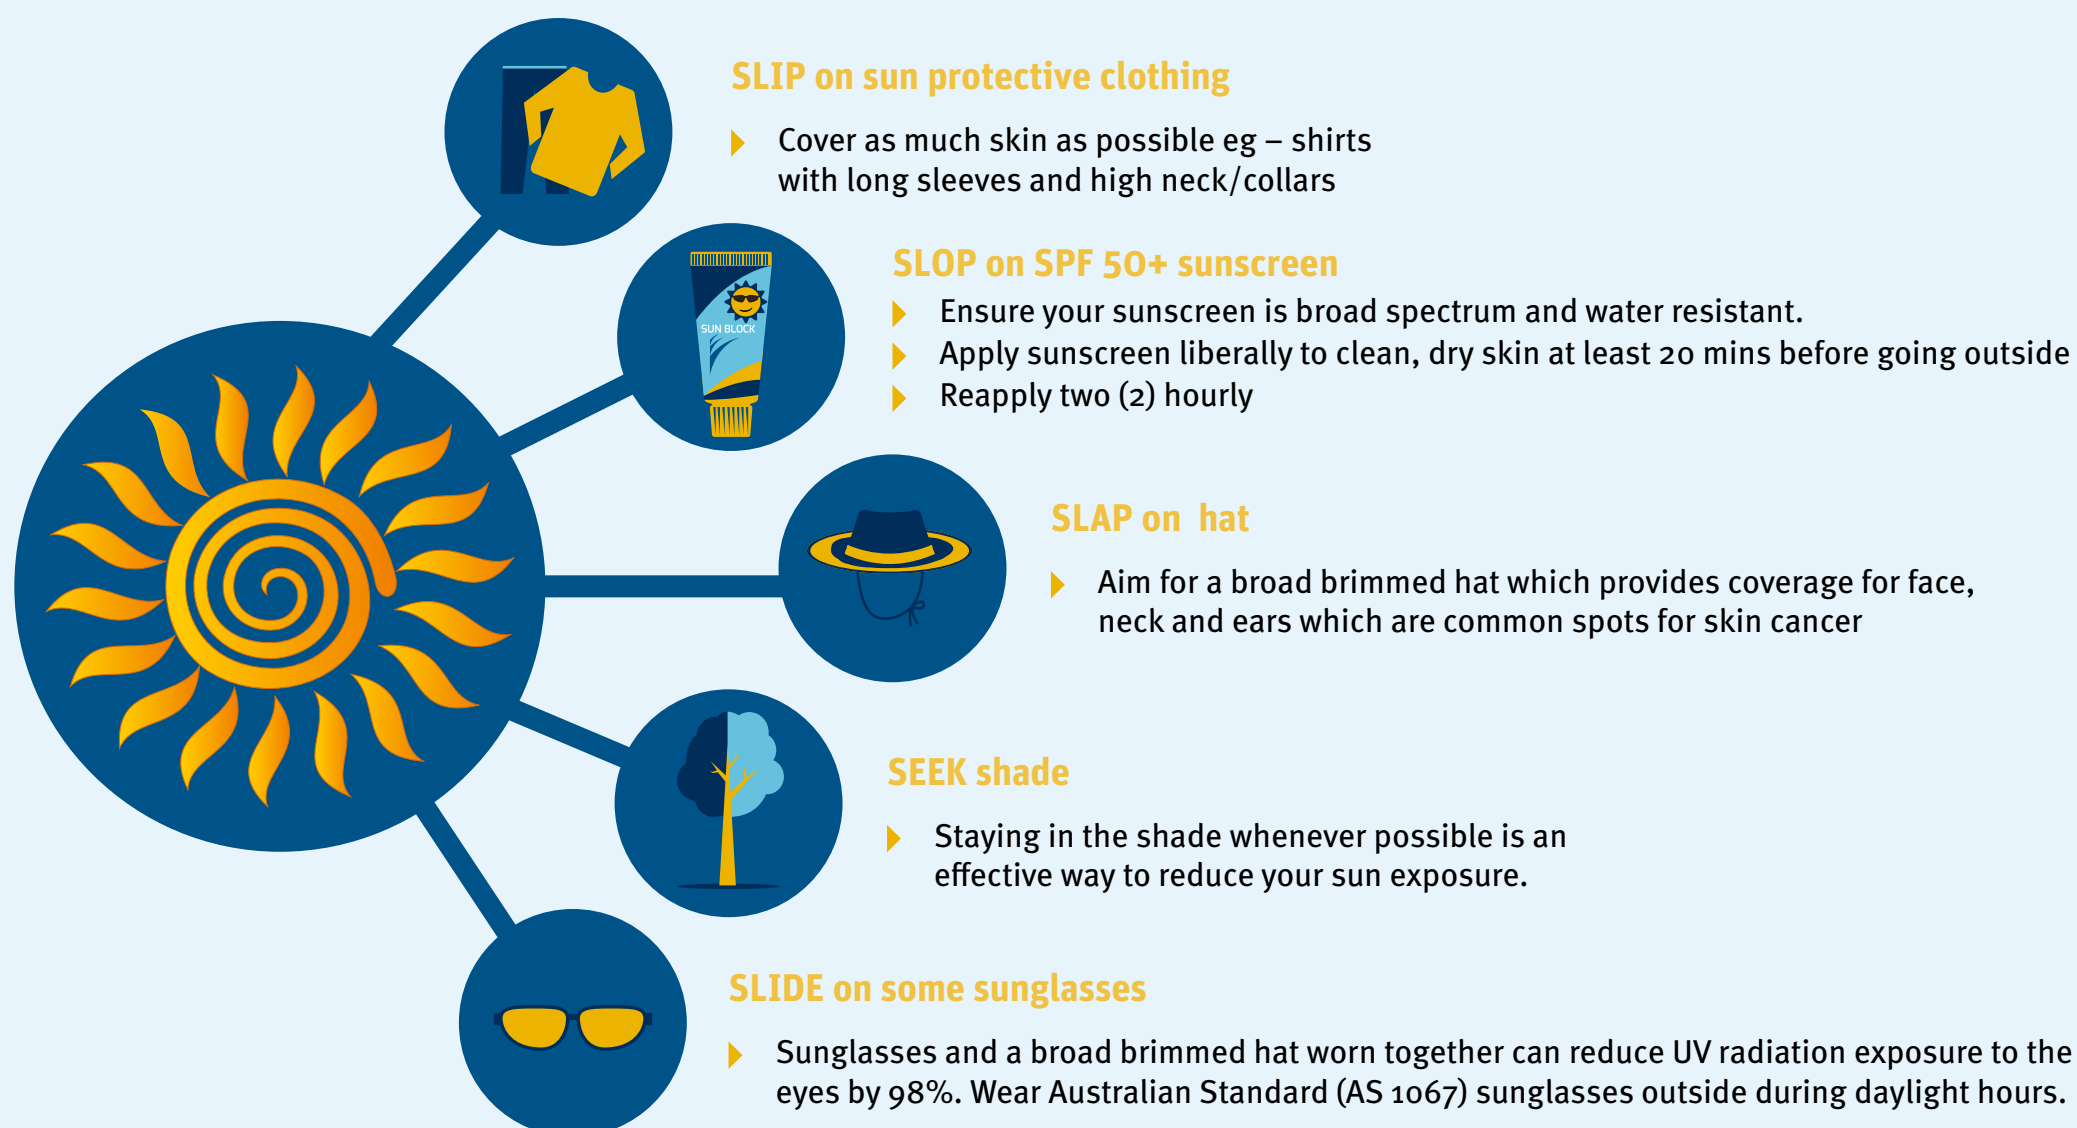 SLIP on sun protective clothing
Cover as much skin as possible eg – shirts
with long sleeves and high neck/collars
SLOP on SPF 50+ sunscreen
SUN BLOCK
Ensure your sunscreen is broad spectrum and water resistant.
Apply sunscreen liberally to clean, dry skin at least 20 mins before going outside
Reapply two (2) hourly
SLAP on hat
Aim for a broad brimmed hat which provides coverage for face,
neck and ears which are common spots for skin cancer
SEEK shade
Staying in the shade whenever possible is an
effective way to reduce your sun exposure.
SLIDE on some sunglasses
Sunglasses and a broad brimmed hat worn together can reduce UV radiation exposure to the
eyes by 98%. Wear Australian Standard (AS 1067) sunglasses outside during daylight hours.